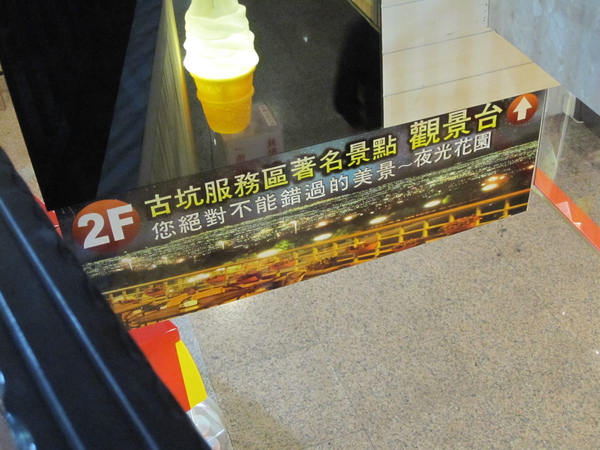 2F
古坑服務區著名景點 觀景台
您絕對不能錯過的美景~夜光花園